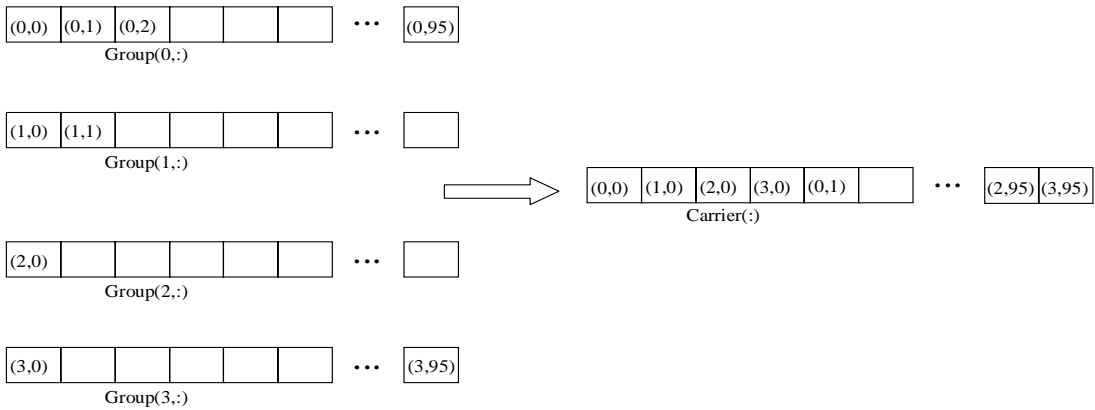 (0,0) (0,1) (0,2) ... (0,95)
Group(0,:)
(1,0) (1,1) ...
Group(1,:)
(0,0) (1,0) (2,0) (3,0) (0,1) ... (2,95) (3,95)
Carrier(:)
(2,0) ...
Group(2,:)
(3,0) ... (3,95)
Group(3,:)